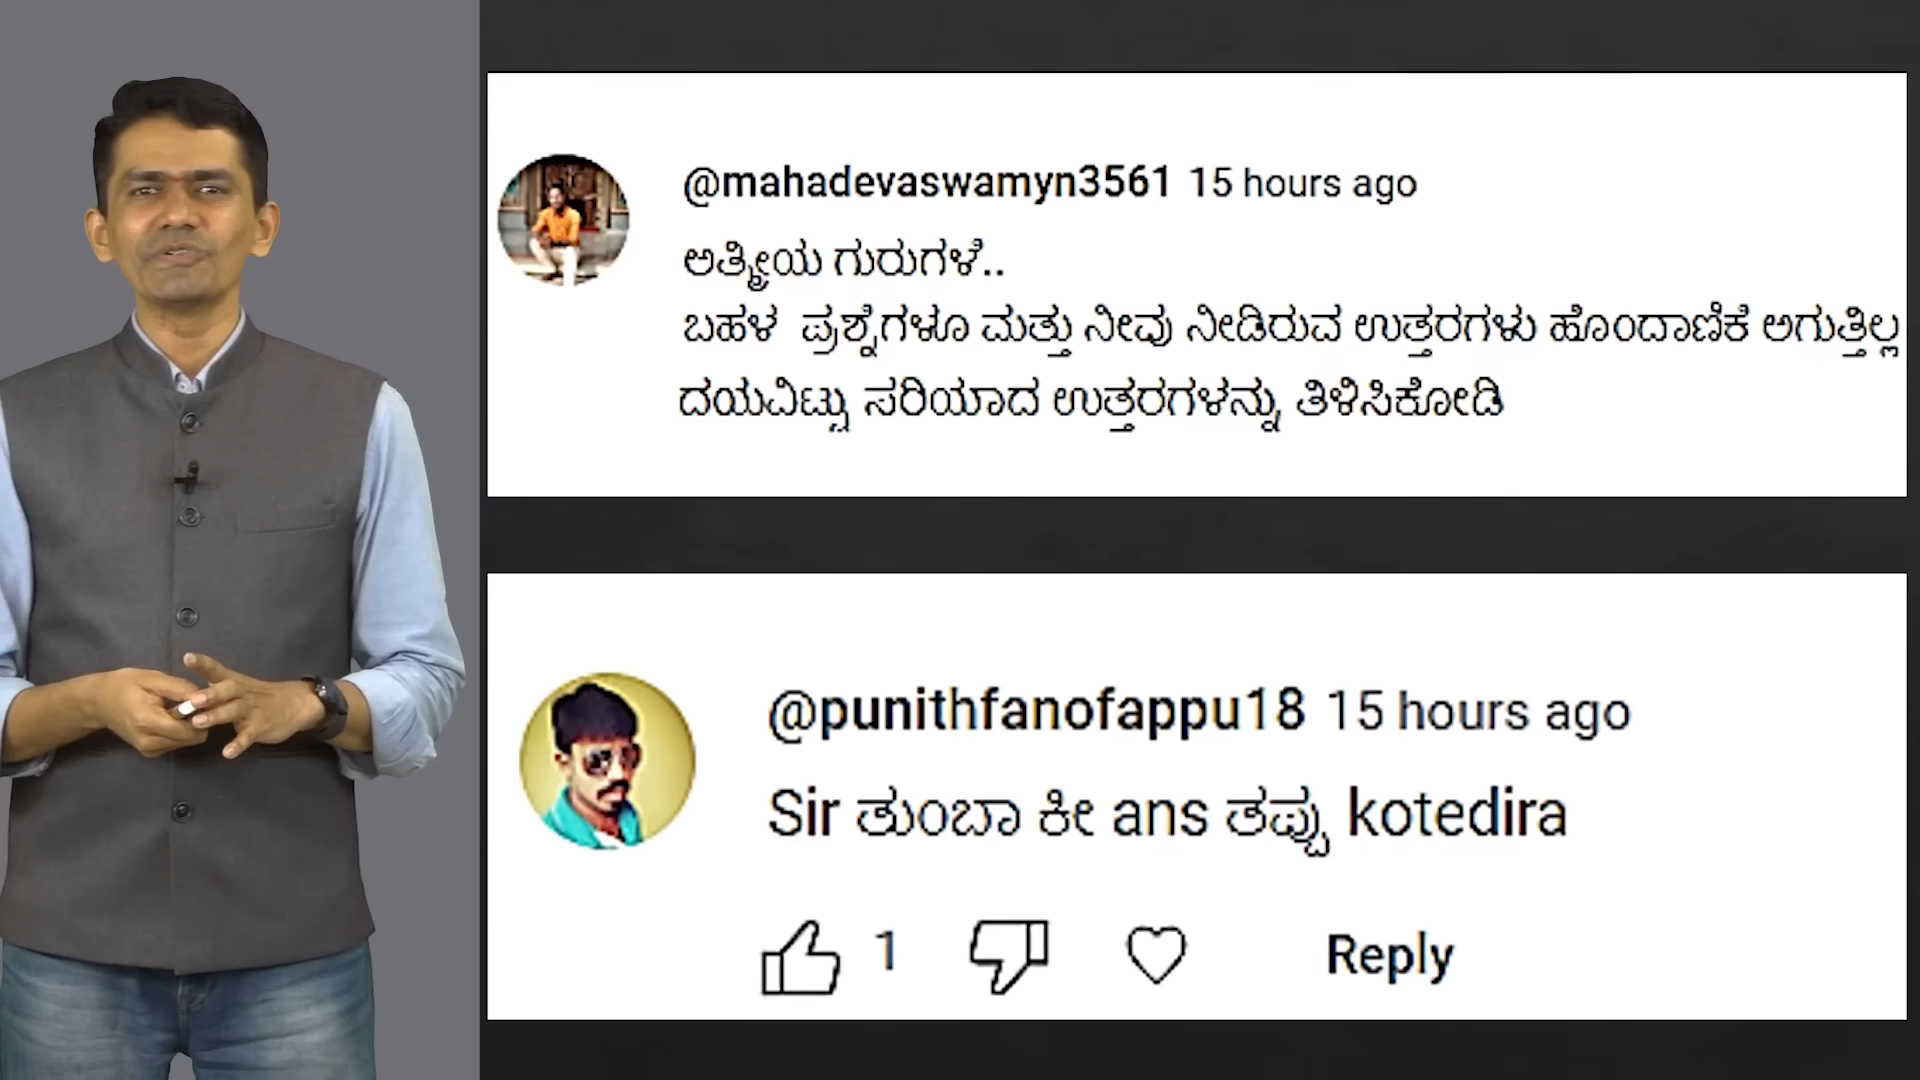 @mahadevaswamyn3561 15 hours ago
ಅತ್ಮೀಯ ಗುರುಗಳೆ..
ಬಹಳ ಪ್ರಶ್ನೆಗಳೂ ಮತ್ತು ನೀವು ನೀಡಿರುವ ಉತ್ತರಗಳು ಹೊಂದಾಣಿಕೆ ಅಗುತ್ತಿಲ್ಲ
ದಯವಿಟ್ಟು ಸರಿಯಾದ ಉತ್ತರಗಳನ್ನು ತಿಳಿಸಿಕೋಡಿ
@punithfanofappu18 15 hours ago
Sir ತುಂಬಾ ಕೀ ans ತಪ್ಪು kotedira
1 Reply